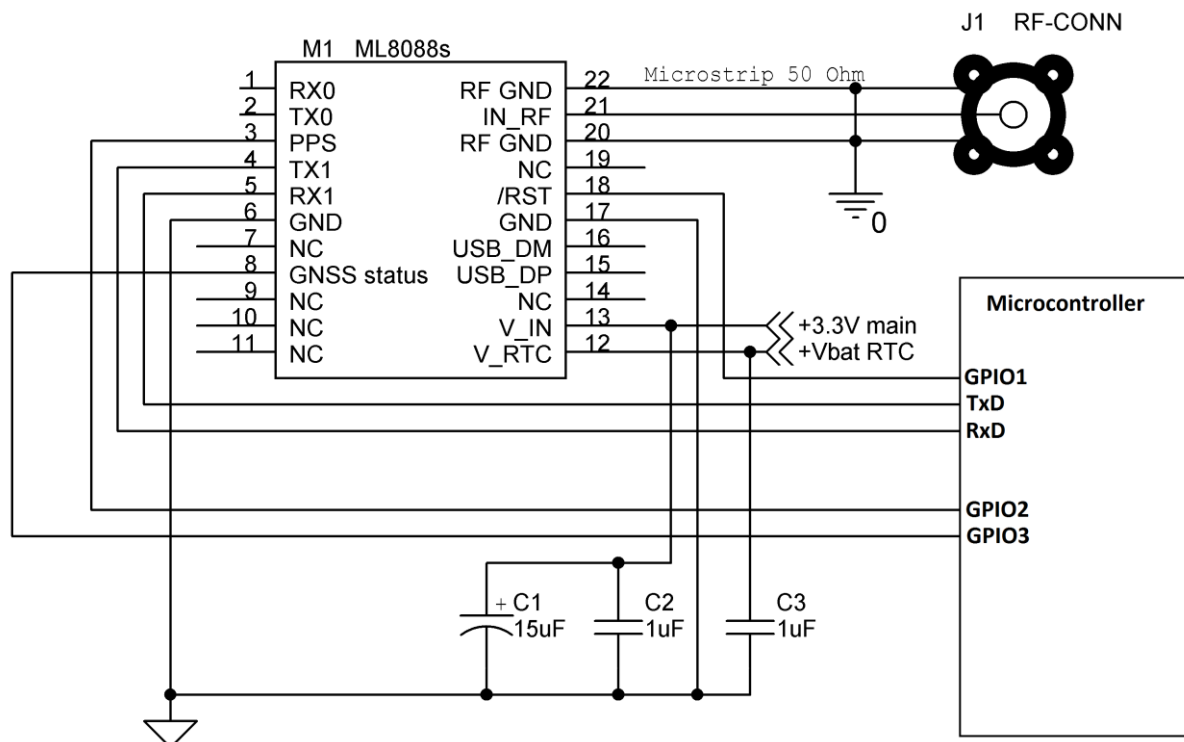 J1 RF-CONN
M1 ML8088s
Microstrip 50 Ohm
1 RX0 RF GND 22
2 TX0 IN_RF 21
3 PPS RF GND 20
4 TX1 NC 19
5 RX1 /RST 18
6 GND GND 17
7 NC USB_DM 16
8 GNSS status USB_DP 15
9 NC NC 14
10 NC V_IN 13
11 NC V_RTC 12
0
+3.3V main
+Vbat RTC
Microcontroller
GPIO1
TxD
RxD
GPIO2
GPIO3
+ C1
15uF
C2
1uF
C3
1uF